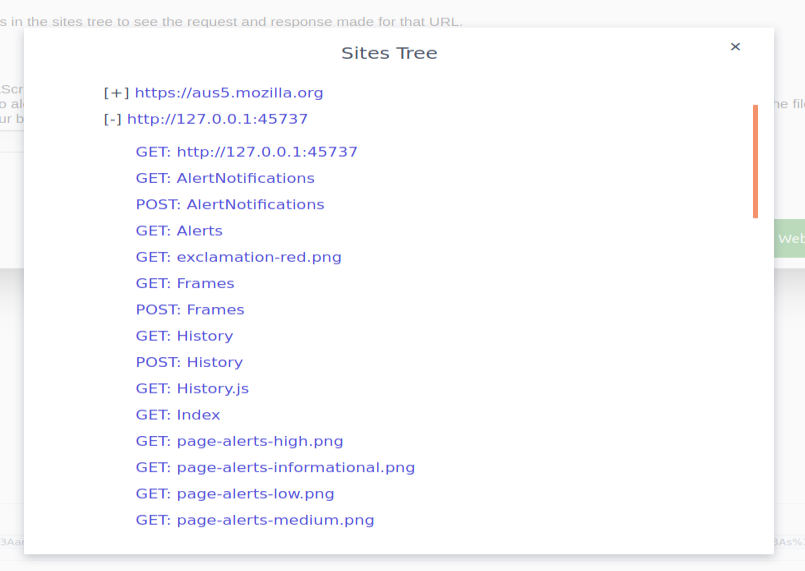 s in the sites tree to see the request and response made for that URL.
Sites Tree
×
[+] https://aus5.mozilla.org
[-] http://127.0.0.1:45737
GET: http://127.0.0.1:45737
GET: AlertNotifications
POST: AlertNotifications
GET: Alerts
GET: exclamation-red.png
GET: Frames
POST: Frames
GET: History
POST: History
GET: History.js
GET: Index
GET: page-alerts-high.png
GET: page-alerts-informational.png
GET: page-alerts-low.png
GET: page-alerts-medium.png
Web